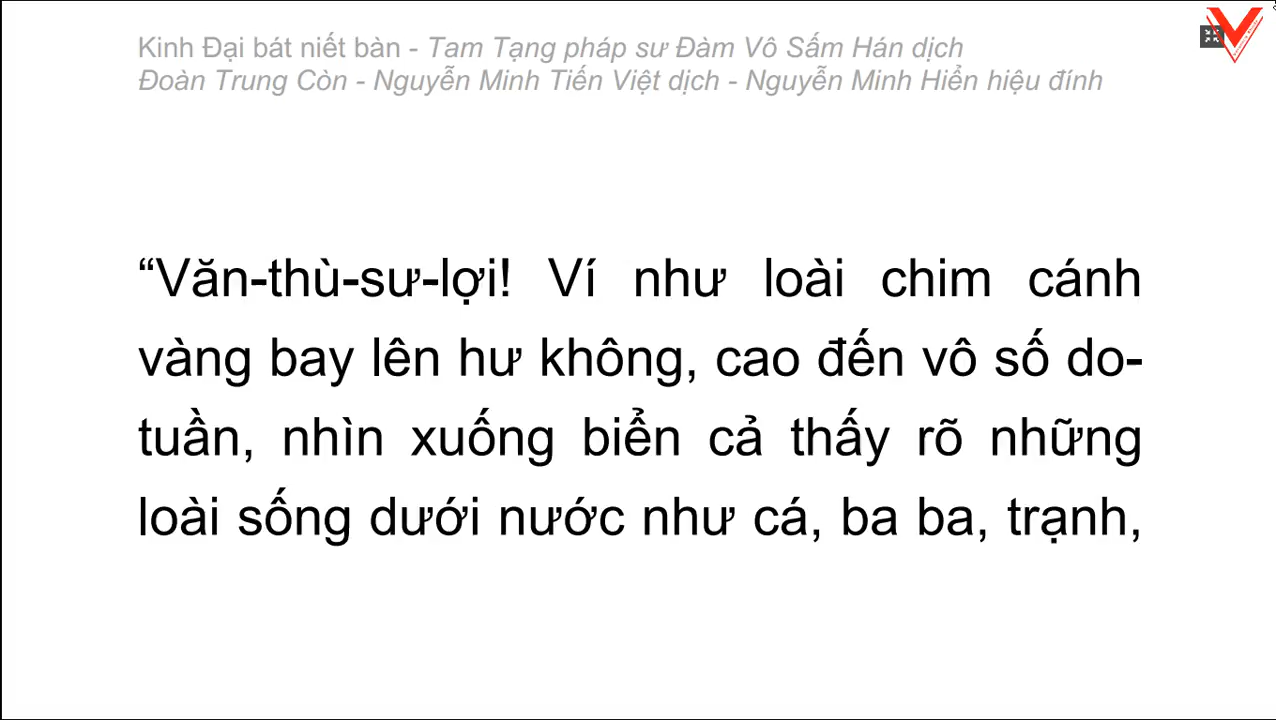 Kinh Đại bát niết bàn - Tam Tạng pháp sư Đàm Vô Sấm Hán dịch
Đoàn Trung Còn - Nguyễn Minh Tiến Việt dịch - Nguyễn Minh Hiển hiệu đính
“Văn-thù-sư-lợi! Ví như loài chim cánh
vàng bay lên hư không, cao đến vô số do-
tuần, nhìn xuống biển cả thấy rõ những
loài sống dưới nước như cá, ba ba, trạnh,